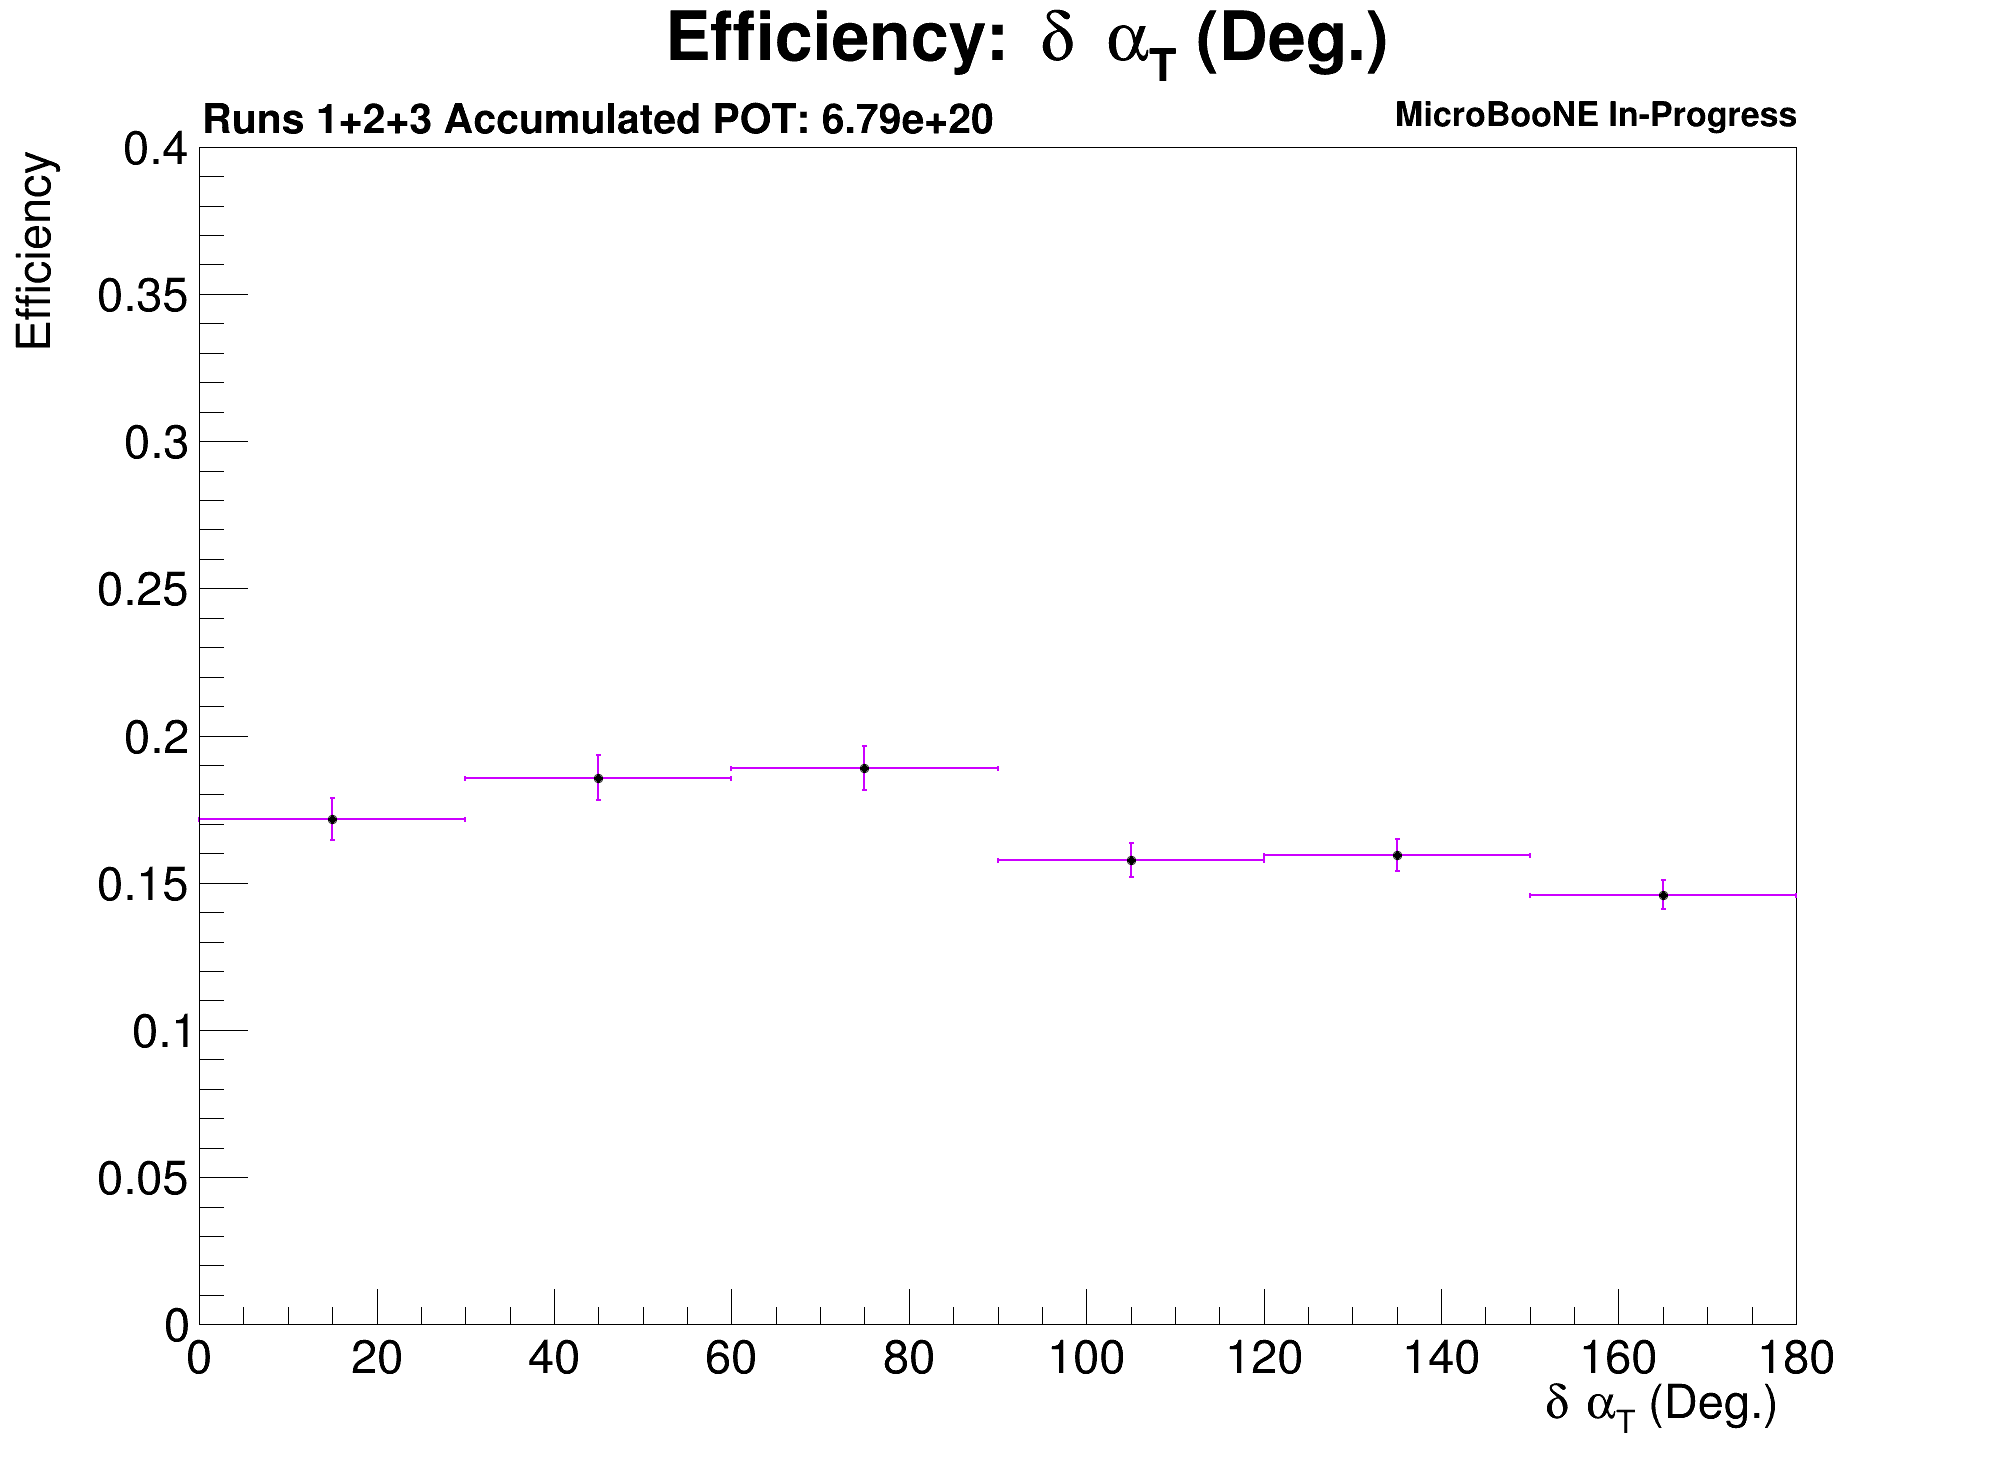 Efficiency: δ α_T (Deg.)
Runs 1+2+3 Accumulated POT: 6.79e+20
MicroBooNE In-Progress
Efficiency
0.4
0.35
0.3
0.25
0.2
0.15
0.1
0.05
0
0 20 40 60 80 100 120 140 160 180
δ α_T (Deg.)